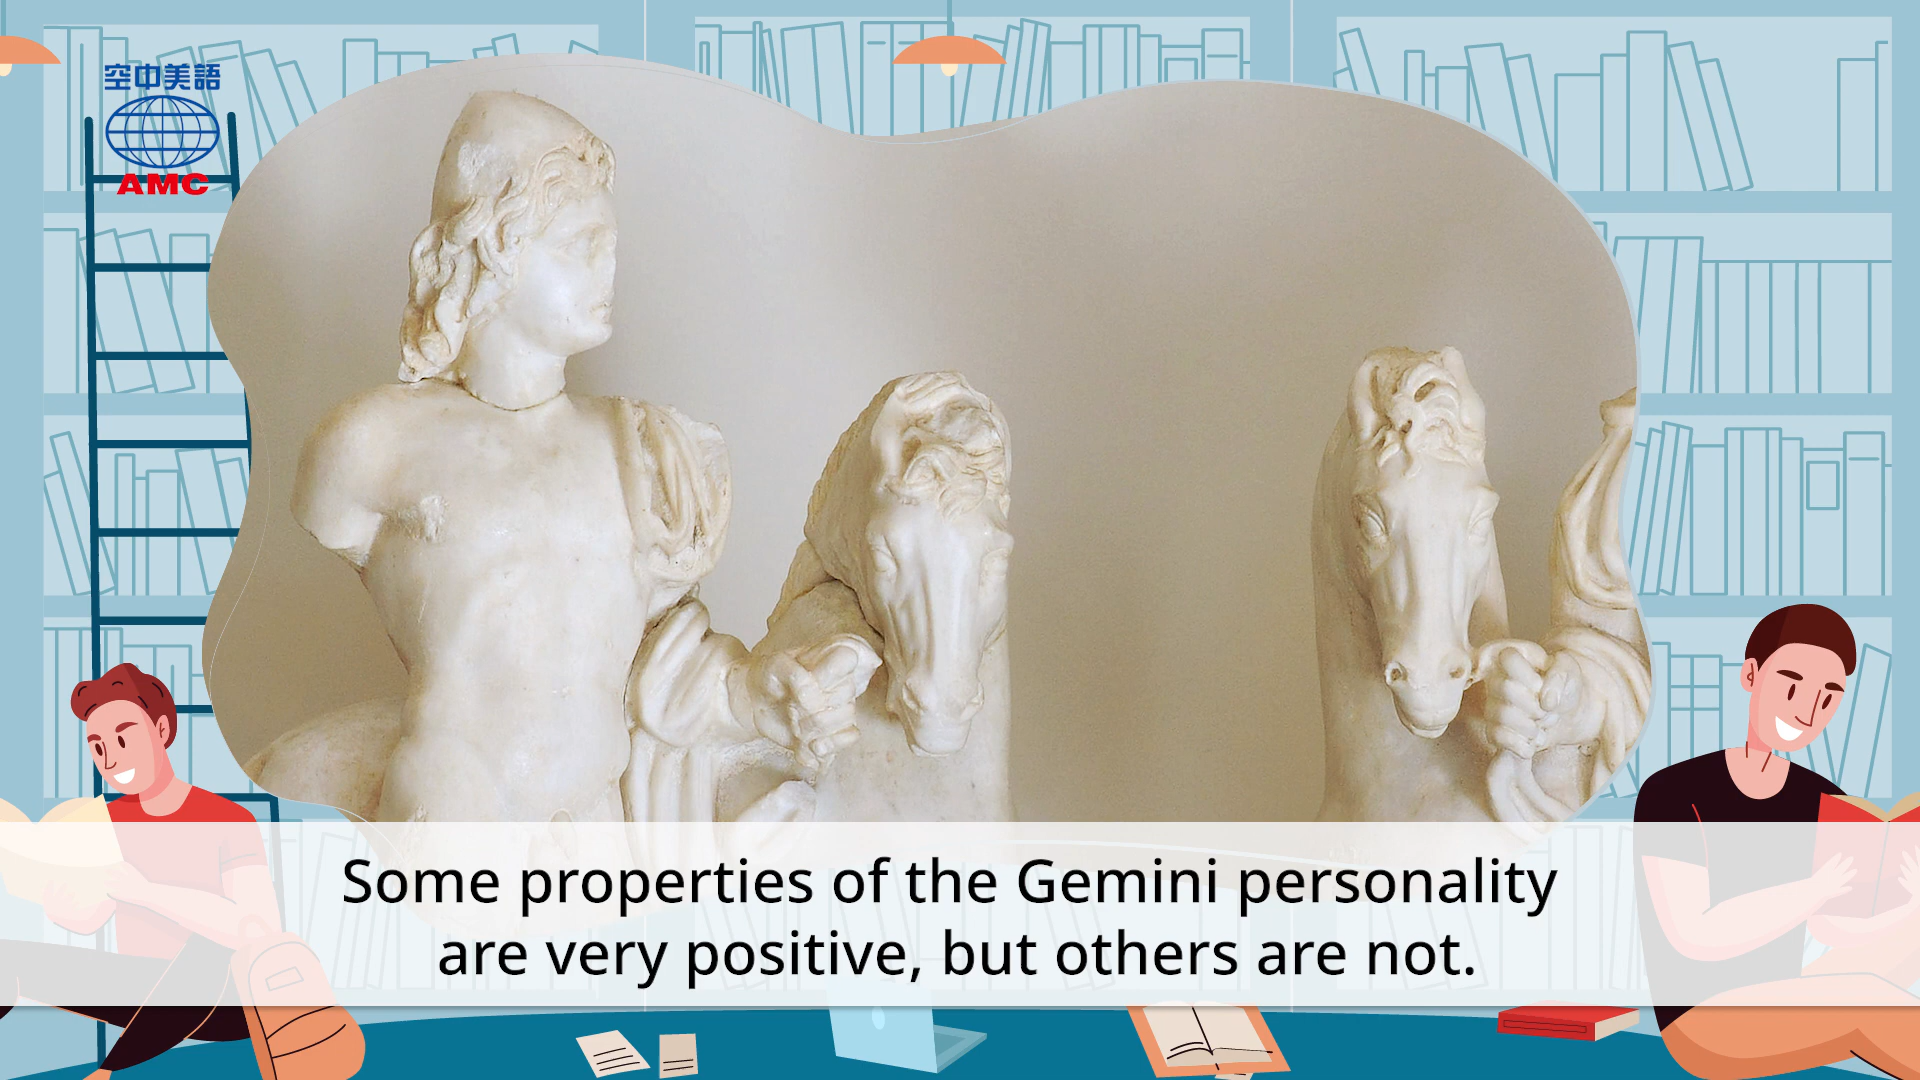 空中美語
AMC
Some properties of the Gemini personality
are very positive, but others are not.